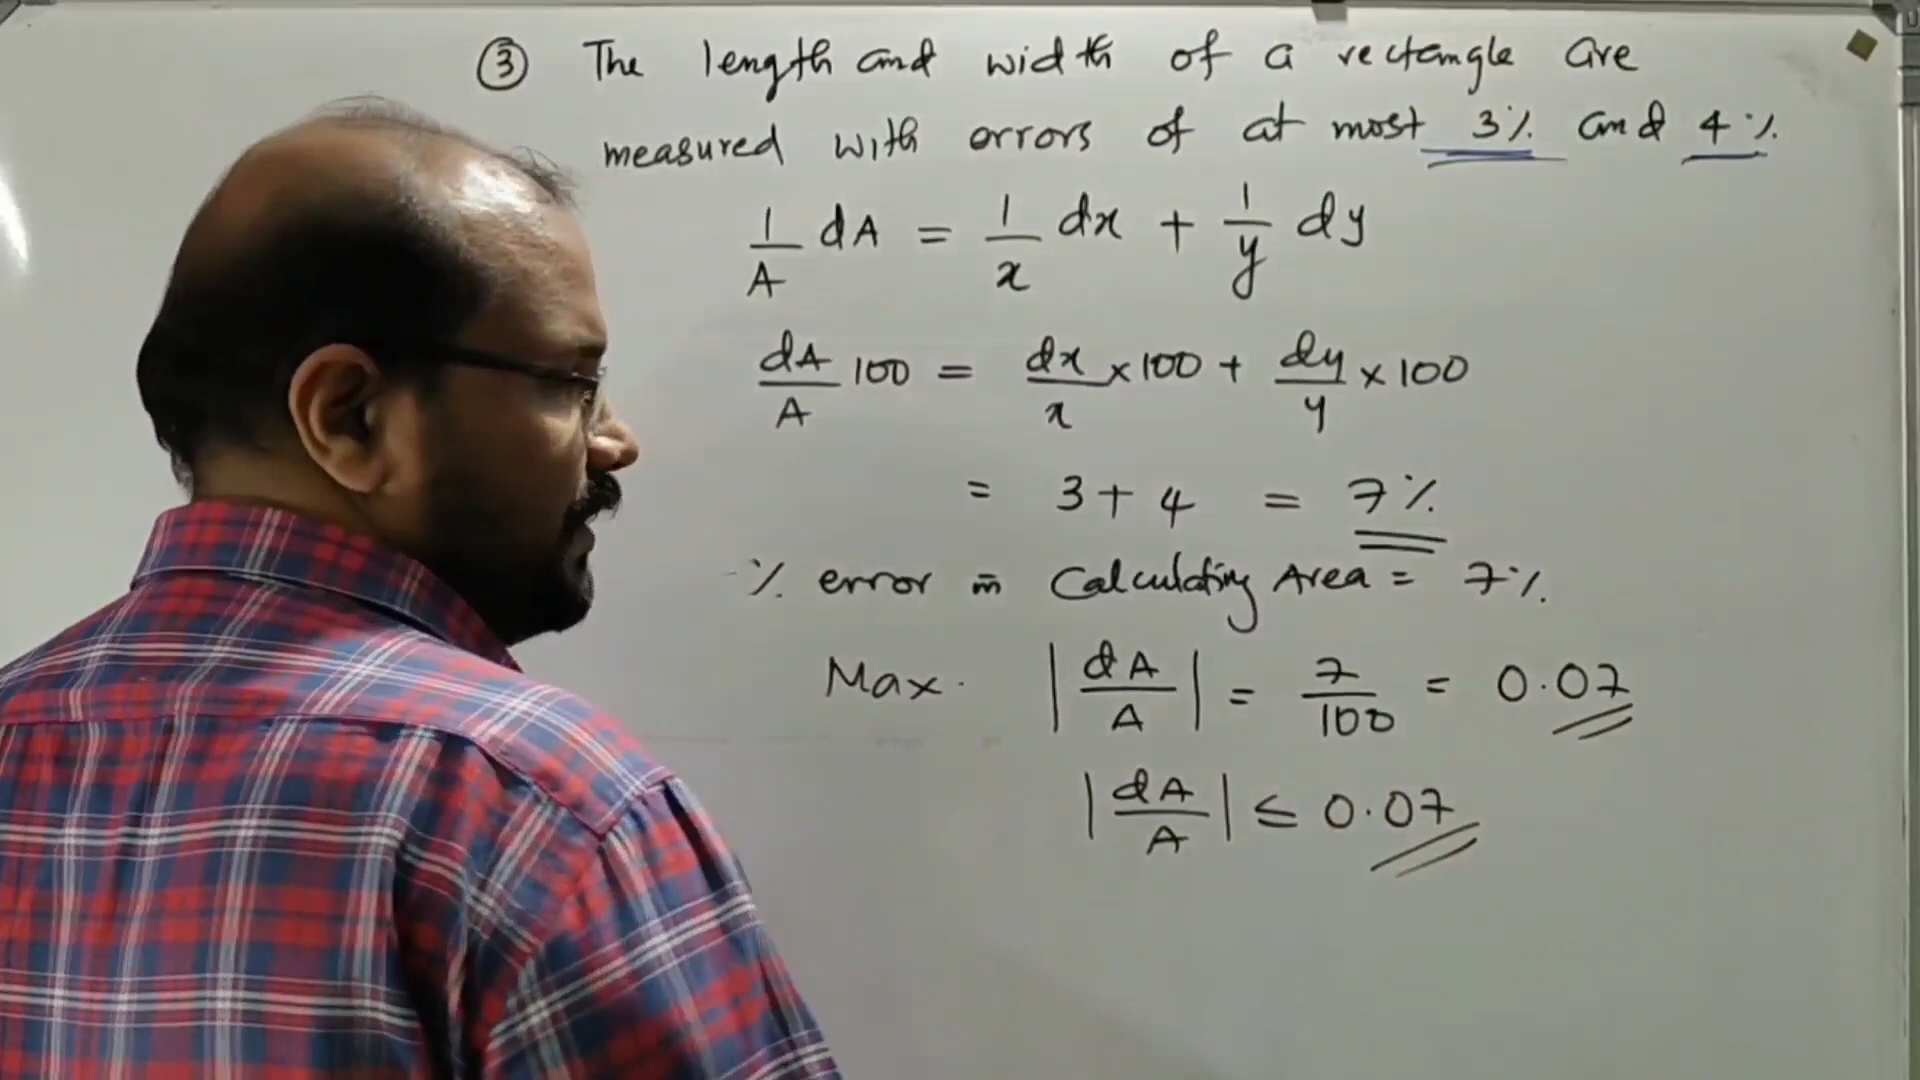 ③ The length and width of a rectangle are
measured with errors of at most 3% and 4%.
1/A dA = 1/x dx + 1/y dy
dA/A 100 = dx/x × 100 + dy/y × 100
= 3 + 4 = 7%
% error in Calculating Area = 7%.
Max. |dA/A| = 7/100 = 0.07
|dA/A| ≤ 0.07